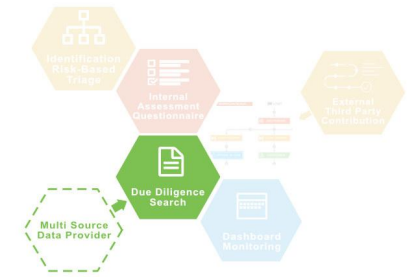 Identification
Risk-Based
Triage
Internal
Assessment
Questionnaire
External
Third Party
Contribution
Due Diligence
Search
Multi Source
Data Provider
Dashboard
Monitoring